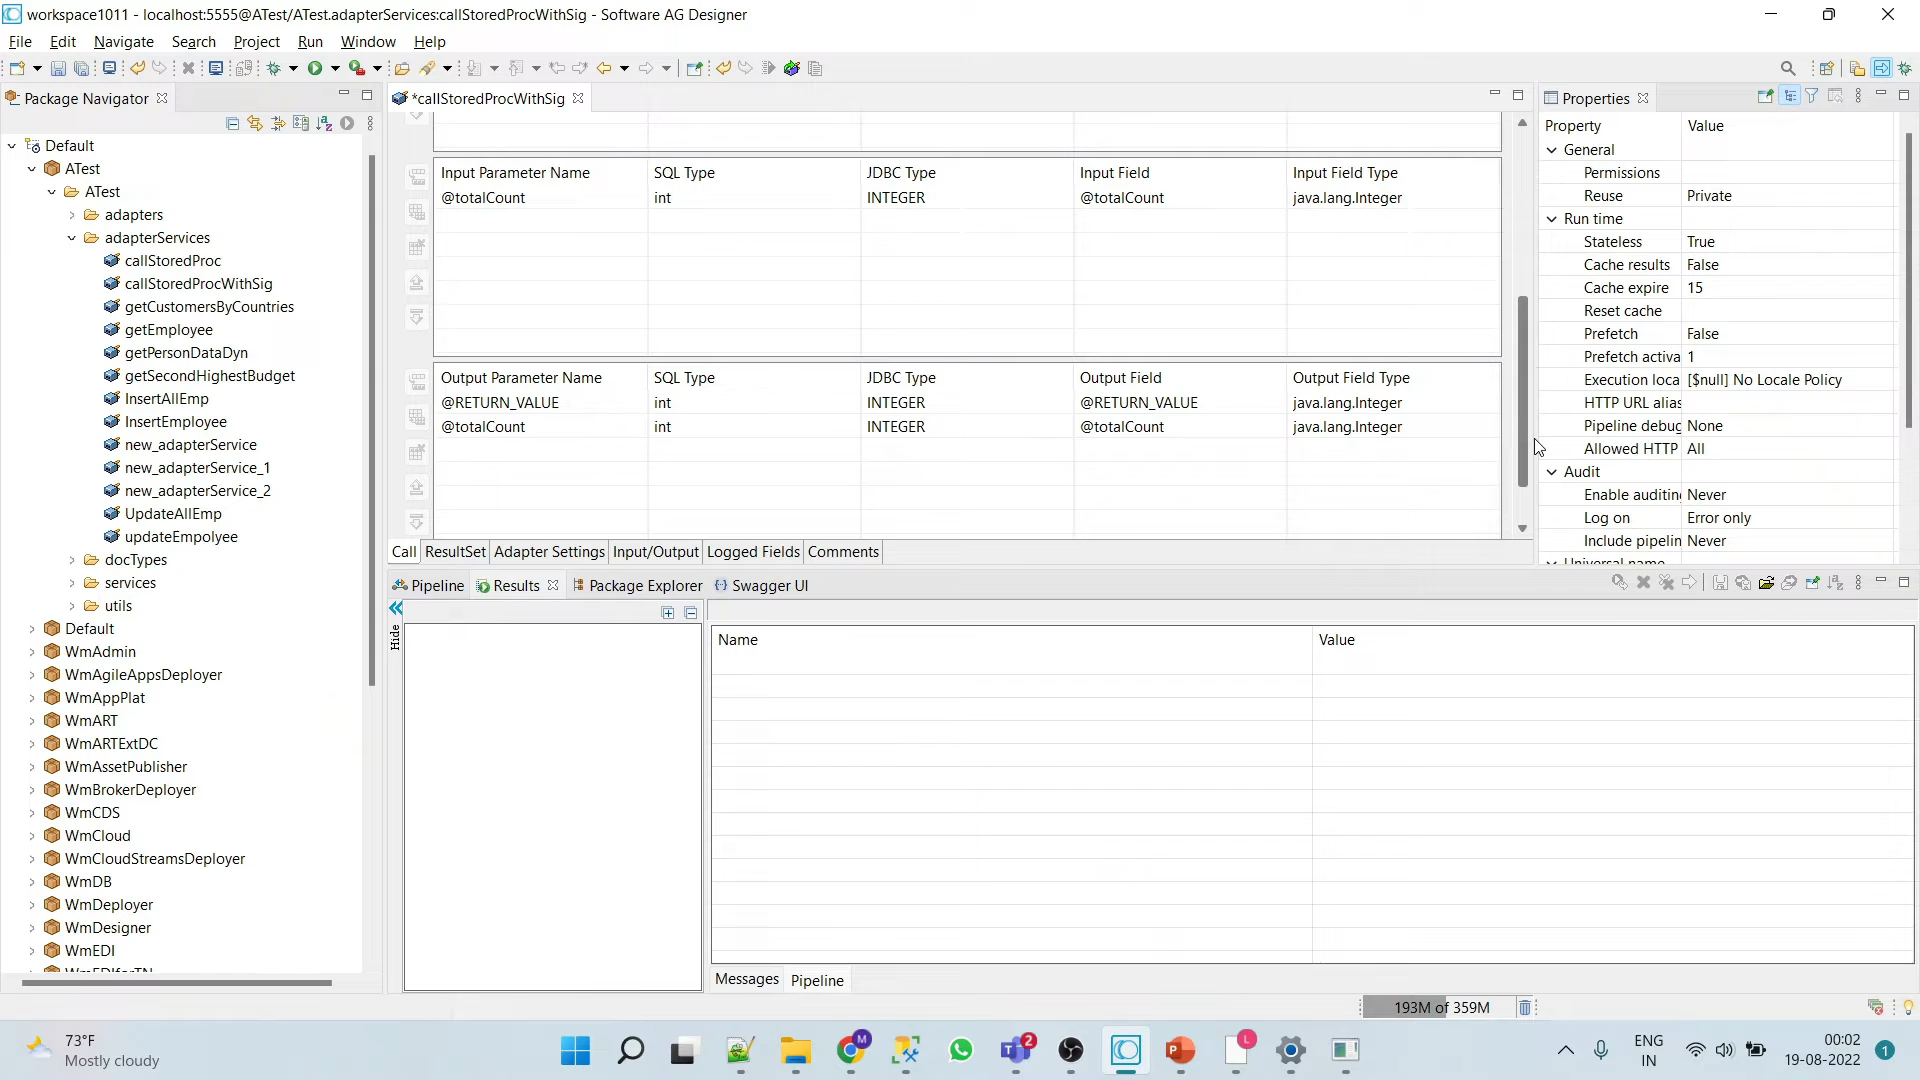 workspace1011 - localhost:5555@ATest/ATest.adapterServices:callStoredProcWithSig - Software AG Designer
File Edit Navigate Search Project Run Window Help
Package Navigator
Default
ATest
ATest
adapters
adapterServices
callStoredProc
callStoredProcWithSig
getCustomersByCountries
getEmployee
getPersonDataDyn
getSecondHighestBudget
InsertAllEmp
InsertEmployee
new_adapterService
new_adapterService_1
new_adapterService_2
UpdateAllEmp
updateEmpolyee
docTypes
services
utils
Default
WmAdmin
WmAgileAppsDeployer
WmAppPlat
WmART
WmARTExtDC
WmAssetPublisher
WmBrokerDeployer
WmCDS
WmCloud
WmCloudStreamsDeployer
WmDB
WmDeployer
WmDesigner
WmEDI
WmEDIforTN
*callStoredProcWithSig
Input Parameter Name SQL Type JDBC Type Input Field Input Field Type
@totalCount int INTEGER @totalCount java.lang.Integer
Output Parameter Name SQL Type JDBC Type Output Field Output Field Type
@RETURN_VALUE int INTEGER @RETURN_VALUE java.lang.Integer
@totalCount int INTEGER @totalCount java.lang.Integer
Call ResultSet Adapter Settings Input/Output Logged Fields Comments
Properties
Property Value
General
Permissions
Reuse Private
Run time
Stateless True
Cache results False
Cache expire 15
Reset cache
Prefetch False
Prefetch activa 1
Execution loca [$null] No Locale Policy
HTTP URL alias
Pipeline debug None
Allowed HTTP All
Audit
Enable auditin Never
Log on Error only
Include pipelin Never
Universal name
Pipeline Results Package Explorer Swagger UI
Hide
Name Value
Messages Pipeline
193M of 359M
73°F
Mostly cloudy
M
2
L
ENG
IN
00:02
19-08-2022
1